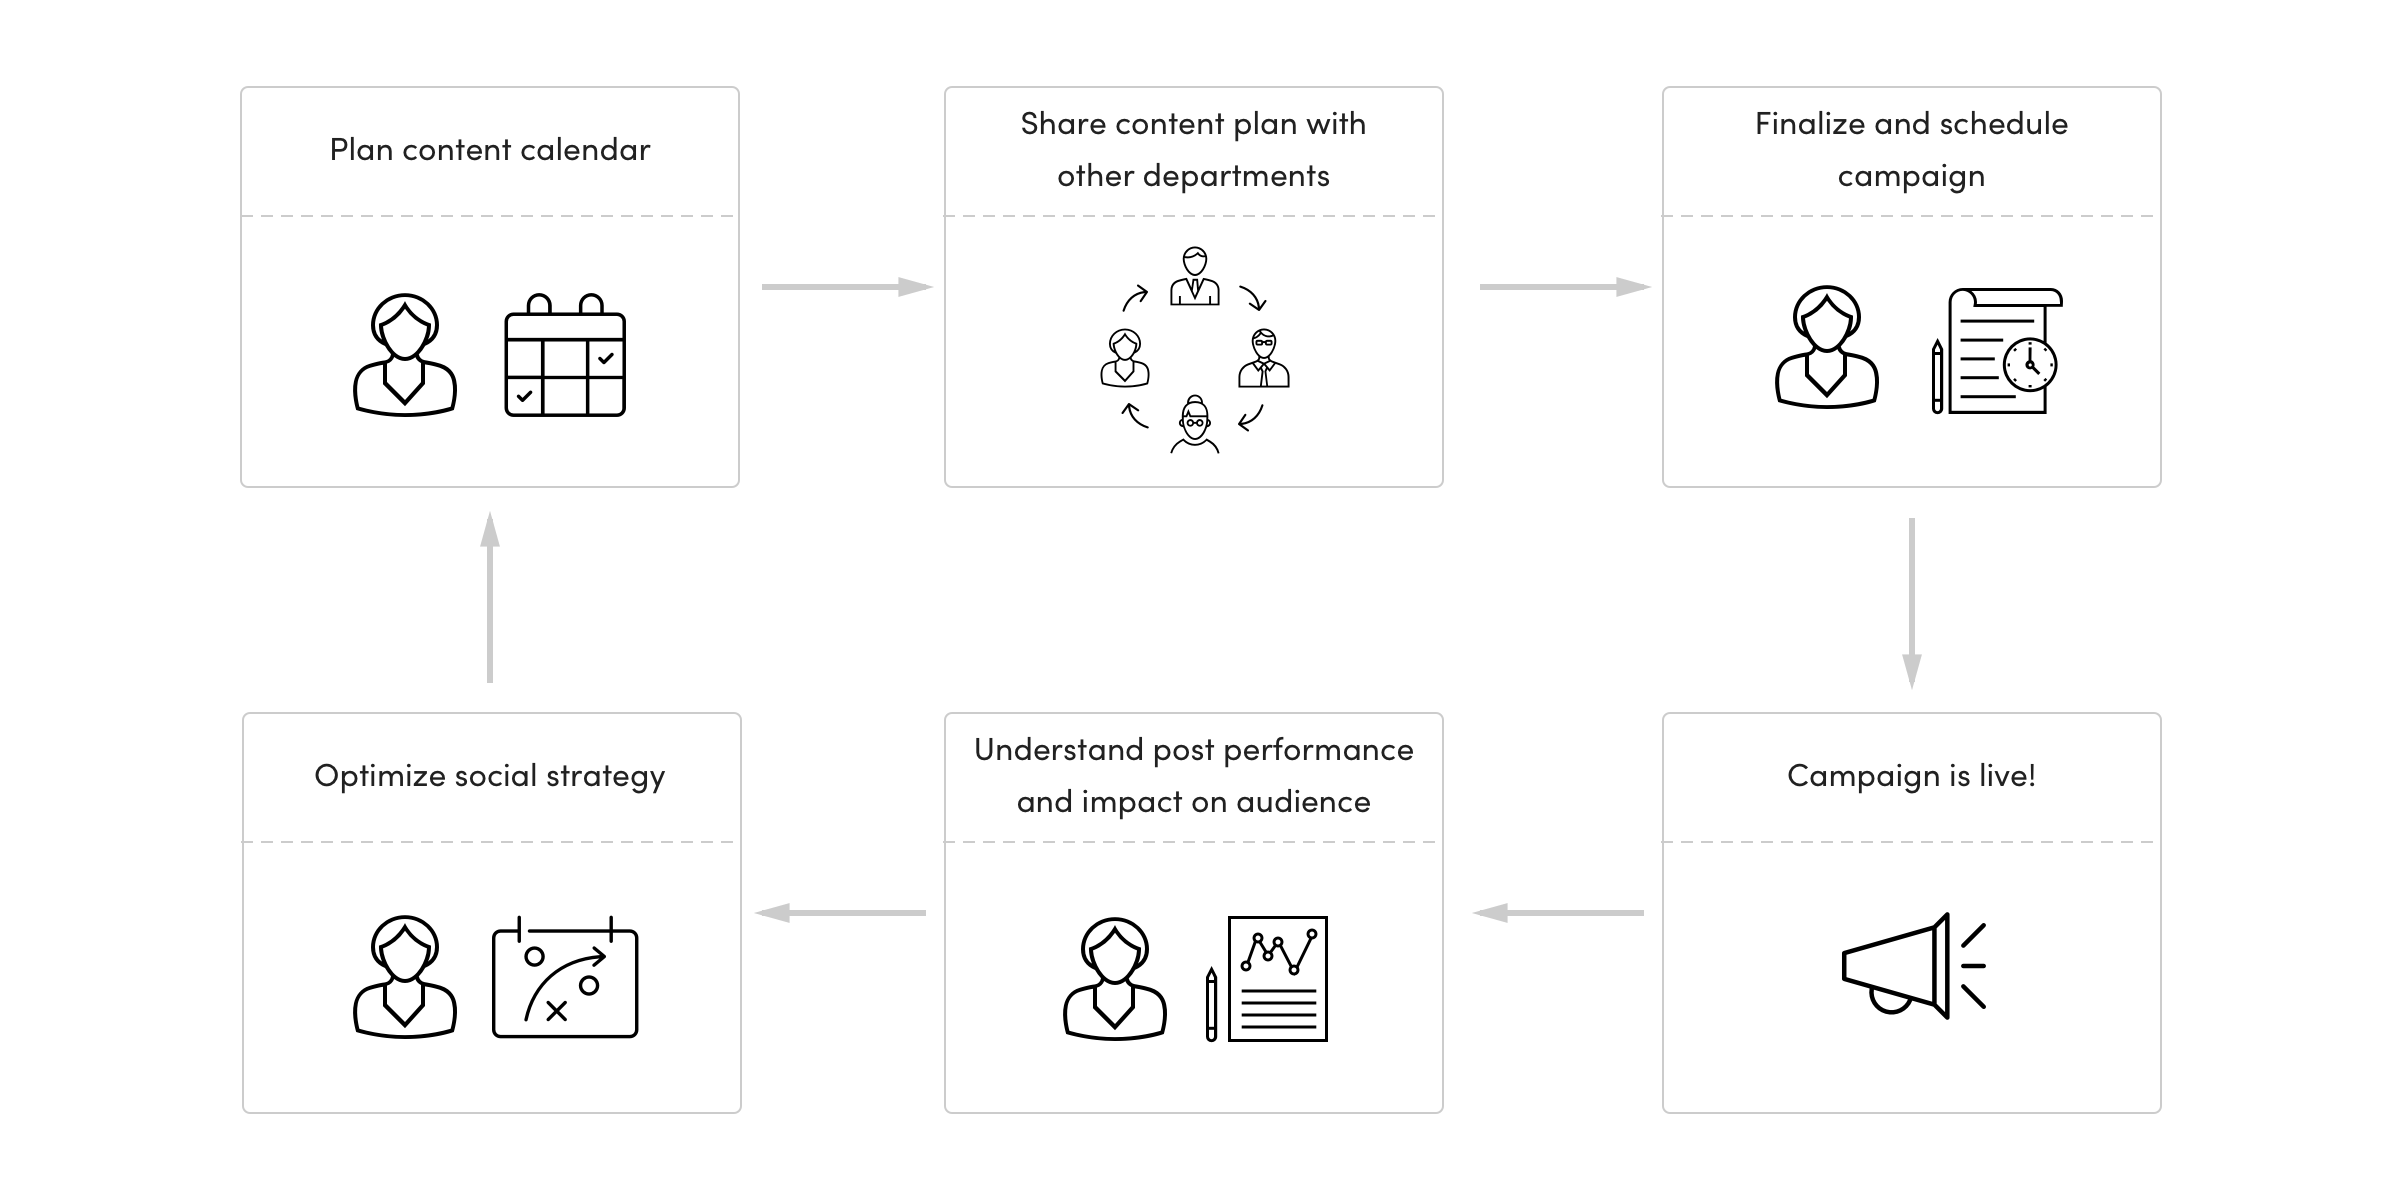 Plan content calendar
Share content plan with
other departments
Finalize and schedule
campaign
Optimize social strategy
Understand post performance
and impact on audience
Campaign is live!